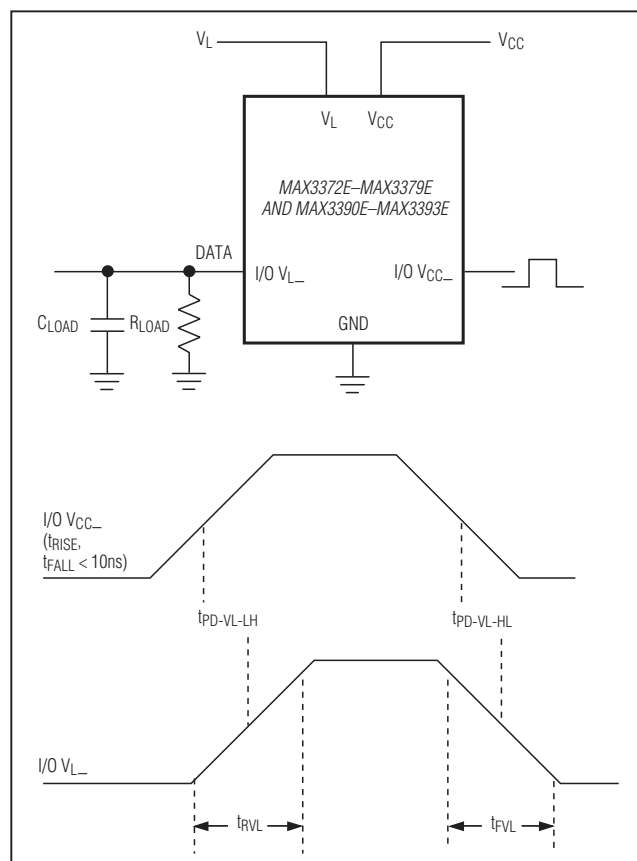 VL
VCC
VL VCC
MAX3372E–MAX3379E
AND MAX3390E–MAX3393E
DATA
I/O VL_
I/O VCC_
CLOAD
RLOAD
GND
I/O VCC_
(tRISE,
tFALL < 10ns)
tPD-VL-LH
tPD-VL-HL
I/O VL_
tRVL
tFVL